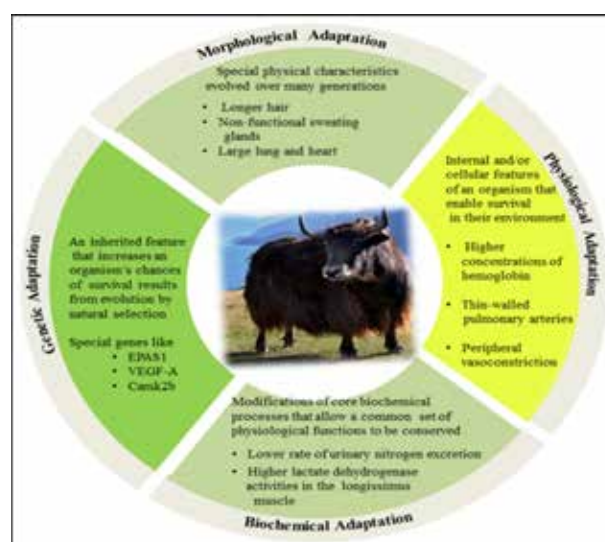 Morphological Adaptation
Special physical characteristics
evolved over many generations
• Longer hair
• Non-functional sweating
glands
• Large lung and heart
Physiological Adaptation
Internal and/or
cellular features
of an organism that
enable survival
in their environment
• Higher
concentrations of
hemoglobin
• Thin-walled
pulmonary arteries
• Peripheral
vasoconstriction
Genetic Adaptation
An inherited feature
that increases an
organism's chances
of survival results
from evolution by
natural selection
Special genes like
• EPAS1
• VEGF-A
• Camk2b
Modifications of core biochemical
processes that allow a common set of
physiological functions to be conserved
• Lower rate of urinary nitrogen excretion
• Higher lactate dehydrogenase
activities in the longissimus
muscle
Biochemical Adaptation